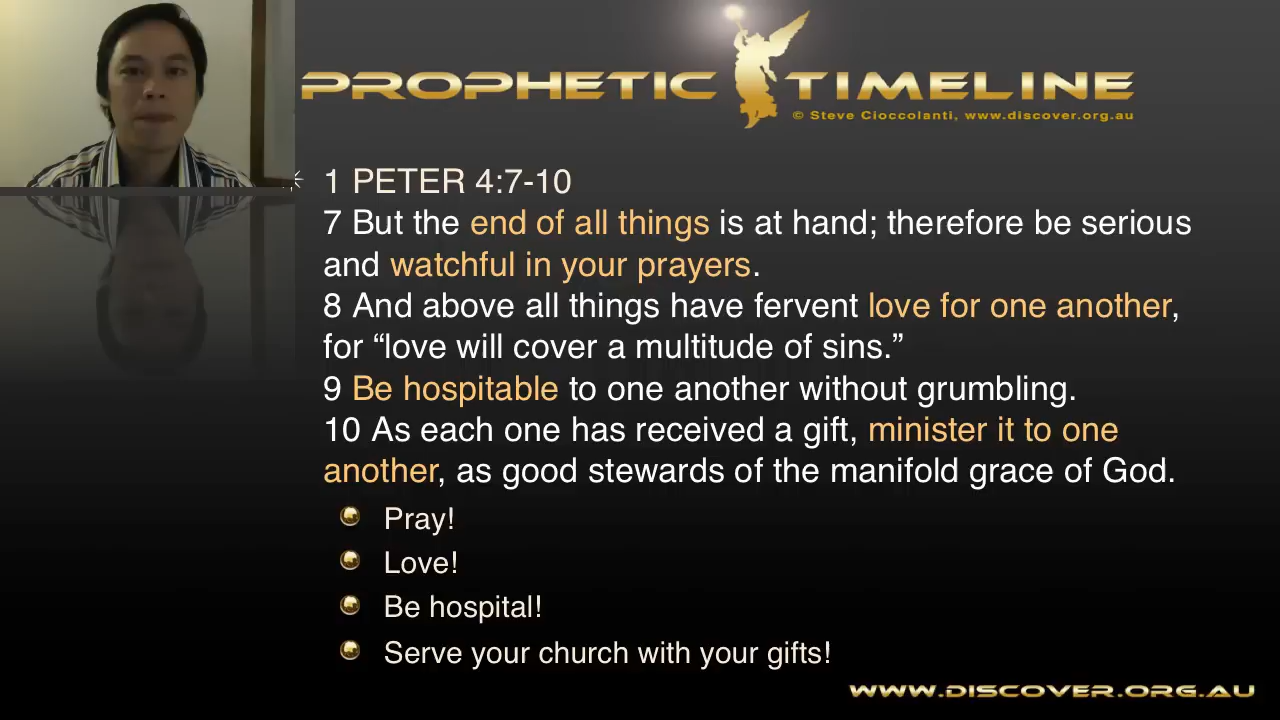 PROPHETIC TIMELINE
© Steve Cioccolanti, www.discover.org.au
1 PETER 4:7-10
7 But the end of all things is at hand; therefore be serious
and watchful in your prayers.
8 And above all things have fervent love for one another,
for “love will cover a multitude of sins.”
9 Be hospitable to one another without grumbling.
10 As each one has received a gift, minister it to one
another, as good stewards of the manifold grace of God.
Pray!
Love!
Be hospital!
Serve your church with your gifts!
WWW.DISCOVER.ORG.AU